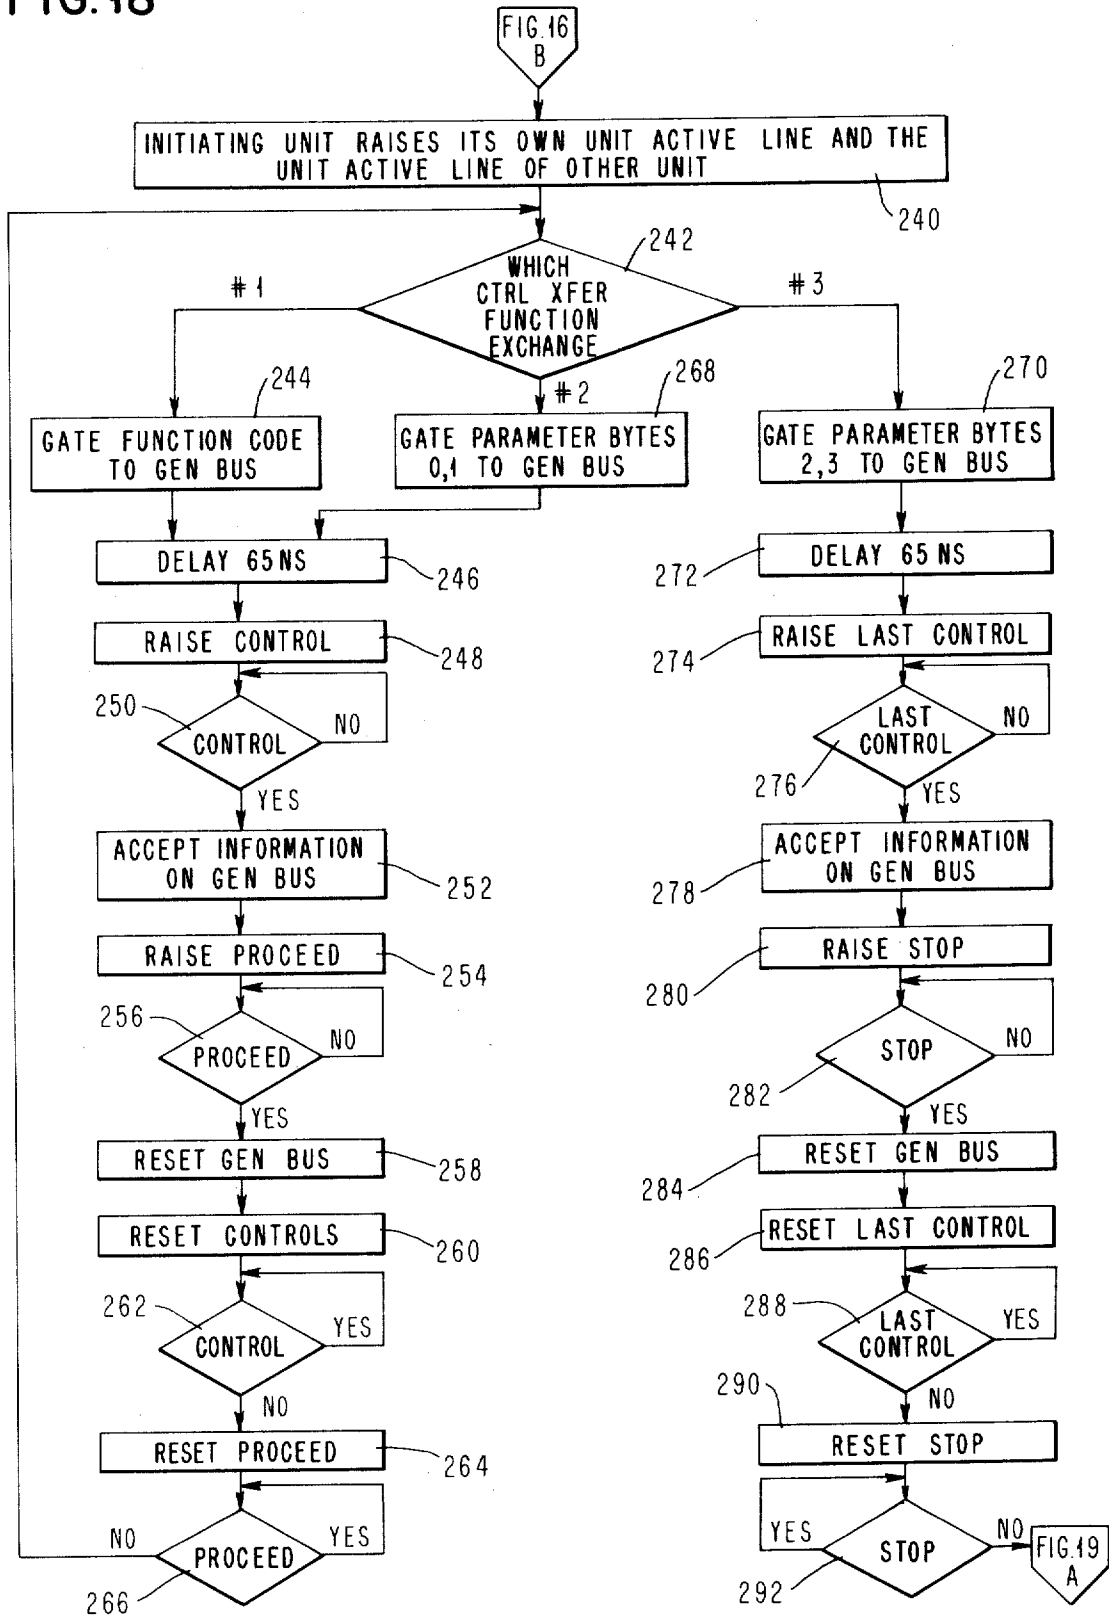 FIG. 18
FIG. 16
B
INITIATING UNIT RAISES ITS OWN UNIT ACTIVE LINE AND THE
UNIT ACTIVE LINE OF OTHER UNIT
240
242
WHICH
CTRL XFER
FUNCTION
EXCHANGE
#1
#3
#2
244
GATE FUNCTION CODE
TO GEN BUS
268
GATE PARAMETER BYTES
0,1 TO GEN BUS
270
GATE PARAMETER BYTES
2,3 TO GEN BUS
DELAY 65 NS
246
RAISE CONTROL
248
250
CONTROL
NO
YES
ACCEPT INFORMATION
ON GEN BUS
252
RAISE PROCEED
254
256
PROCEED
NO
YES
RESET GEN BUS
258
RESET CONTROLS
260
262
CONTROL
YES
NO
RESET PROCEED
264
NO
PROCEED
YES
266
272
DELAY 65 NS
RAISE LAST CONTROL
274
LAST
CONTROL
NO
276
YES
ACCEPT INFORMATION
ON GEN BUS
278
RAISE STOP
280
STOP
NO
282
YES
RESET GEN BUS
284
RESET LAST CONTROL
286
288
LAST
CONTROL
YES
NO
290
RESET STOP
YES
STOP
NO
292
FIG. 19
A